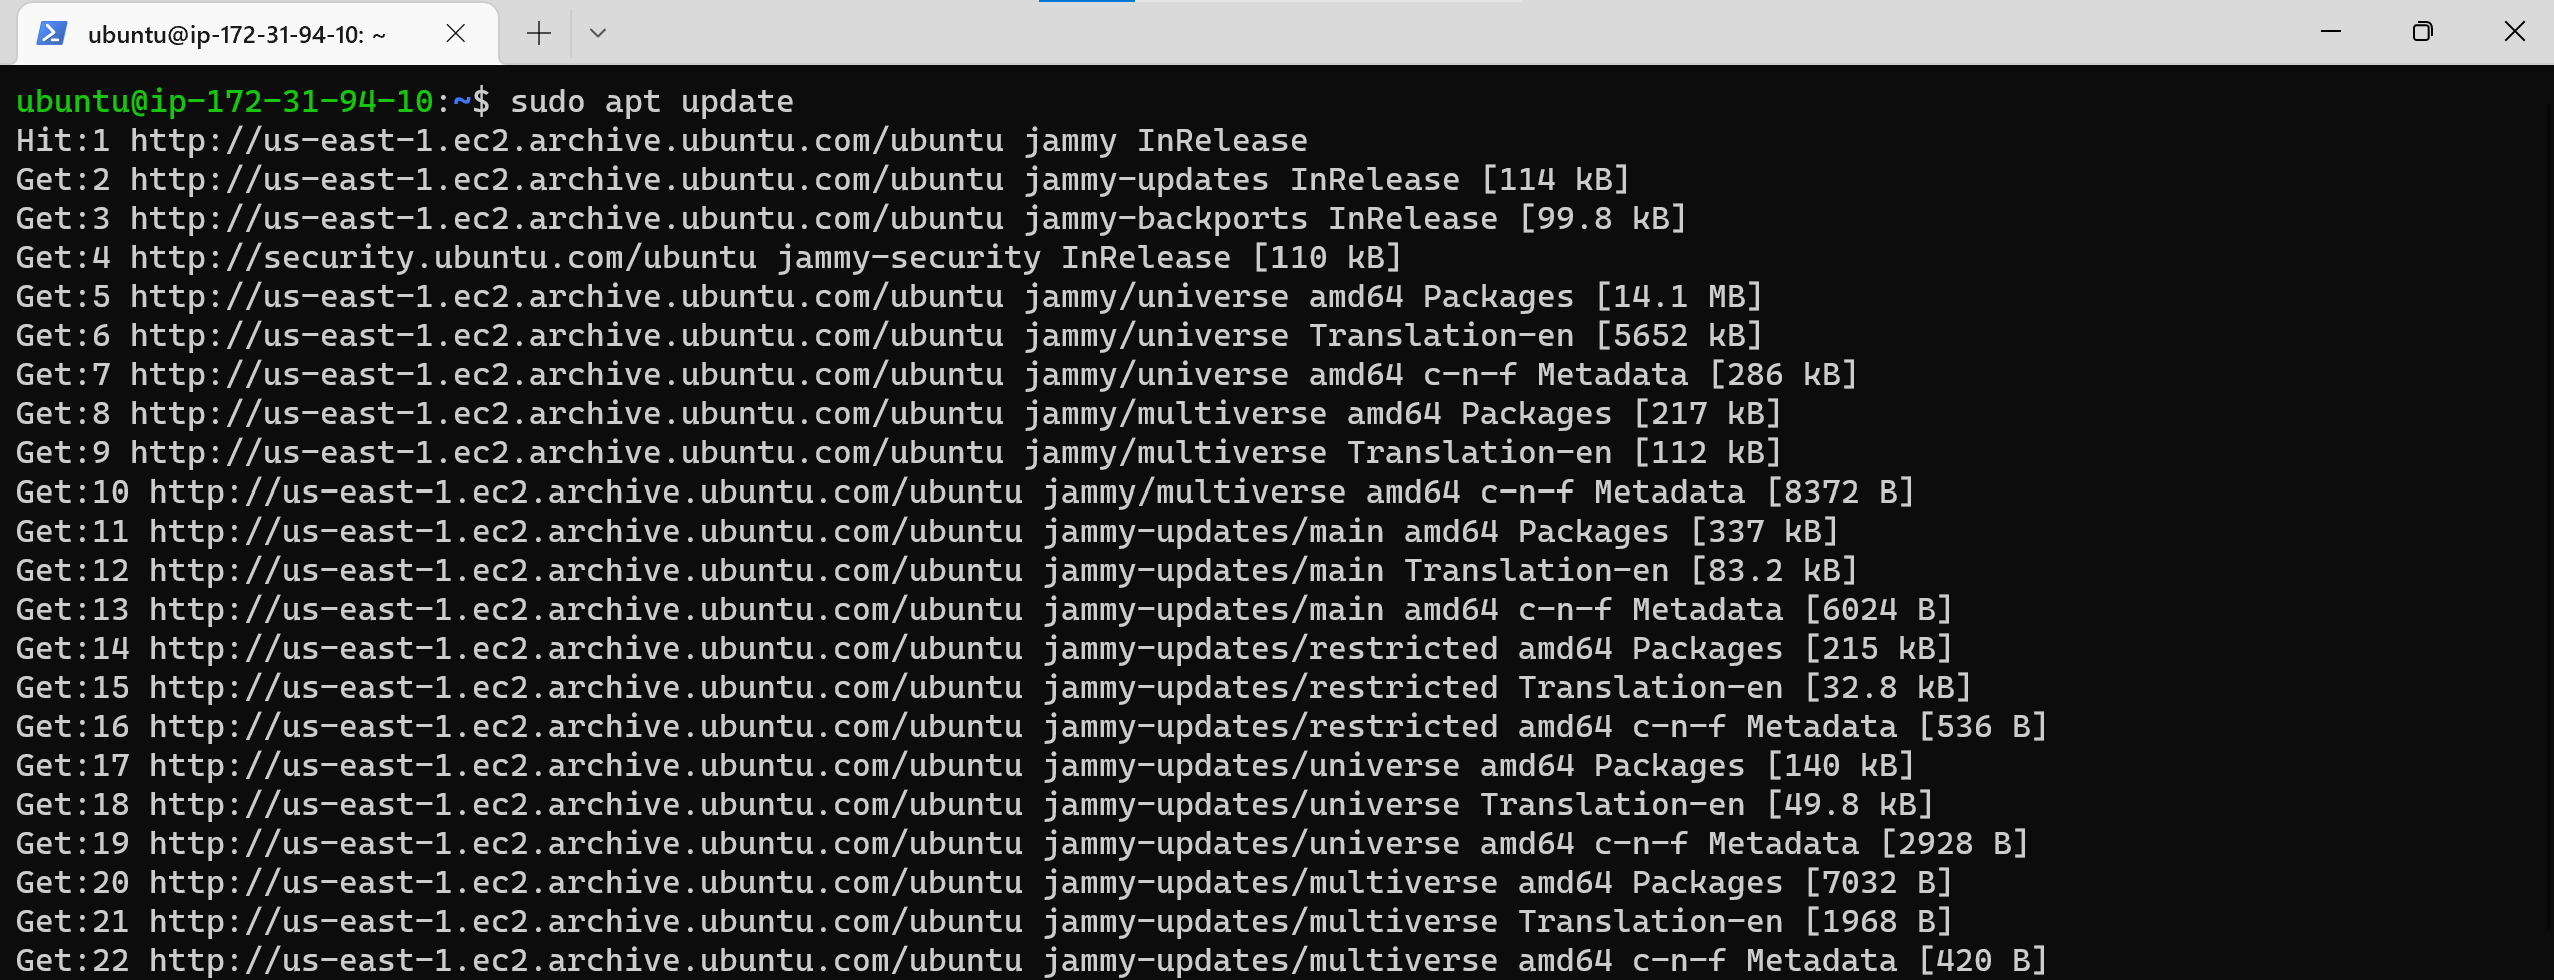 ubuntu@ip-172-31-94-10: ~
ubuntu@ip-172-31-94-10:~$ sudo apt update
Hit:1 http://us-east-1.ec2.archive.ubuntu.com/ubuntu jammy InRelease
Get:2 http://us-east-1.ec2.archive.ubuntu.com/ubuntu jammy-updates InRelease [114 kB]
Get:3 http://us-east-1.ec2.archive.ubuntu.com/ubuntu jammy-backports InRelease [99.8 kB]
Get:4 http://security.ubuntu.com/ubuntu jammy-security InRelease [110 kB]
Get:5 http://us-east-1.ec2.archive.ubuntu.com/ubuntu jammy/universe amd64 Packages [14.1 MB]
Get:6 http://us-east-1.ec2.archive.ubuntu.com/ubuntu jammy/universe Translation-en [5652 kB]
Get:7 http://us-east-1.ec2.archive.ubuntu.com/ubuntu jammy/universe amd64 c-n-f Metadata [286 kB]
Get:8 http://us-east-1.ec2.archive.ubuntu.com/ubuntu jammy/multiverse amd64 Packages [217 kB]
Get:9 http://us-east-1.ec2.archive.ubuntu.com/ubuntu jammy/multiverse Translation-en [112 kB]
Get:10 http://us-east-1.ec2.archive.ubuntu.com/ubuntu jammy/multiverse amd64 c-n-f Metadata [8372 B]
Get:11 http://us-east-1.ec2.archive.ubuntu.com/ubuntu jammy-updates/main amd64 Packages [337 kB]
Get:12 http://us-east-1.ec2.archive.ubuntu.com/ubuntu jammy-updates/main Translation-en [83.2 kB]
Get:13 http://us-east-1.ec2.archive.ubuntu.com/ubuntu jammy-updates/main amd64 c-n-f Metadata [6024 B]
Get:14 http://us-east-1.ec2.archive.ubuntu.com/ubuntu jammy-updates/restricted amd64 Packages [215 kB]
Get:15 http://us-east-1.ec2.archive.ubuntu.com/ubuntu jammy-updates/restricted Translation-en [32.8 kB]
Get:16 http://us-east-1.ec2.archive.ubuntu.com/ubuntu jammy-updates/restricted amd64 c-n-f Metadata [536 B]
Get:17 http://us-east-1.ec2.archive.ubuntu.com/ubuntu jammy-updates/universe amd64 Packages [140 kB]
Get:18 http://us-east-1.ec2.archive.ubuntu.com/ubuntu jammy-updates/universe Translation-en [49.8 kB]
Get:19 http://us-east-1.ec2.archive.ubuntu.com/ubuntu jammy-updates/universe amd64 c-n-f Metadata [2928 B]
Get:20 http://us-east-1.ec2.archive.ubuntu.com/ubuntu jammy-updates/multiverse amd64 Packages [7032 B]
Get:21 http://us-east-1.ec2.archive.ubuntu.com/ubuntu jammy-updates/multiverse Translation-en [1968 B]
Get:22 http://us-east-1.ec2.archive.ubuntu.com/ubuntu jammy-updates/multiverse amd64 c-n-f Metadata [420 B]